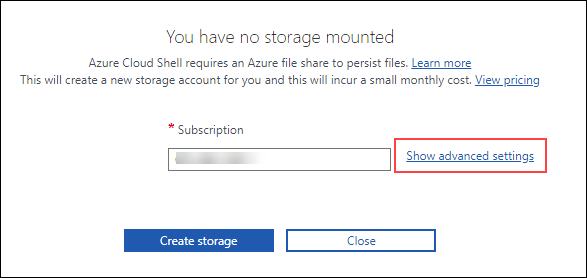 You have no storage mounted
Azure Cloud Shell requires an Azure file share to persist files. Learn more
This will create a new storage account for you and this will incur a small monthly cost. View pricing
* Subscription
Show advanced settings
Create storage
Close